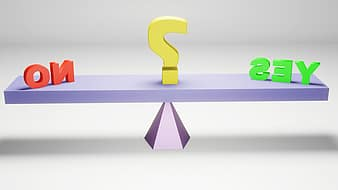 NO ? YES